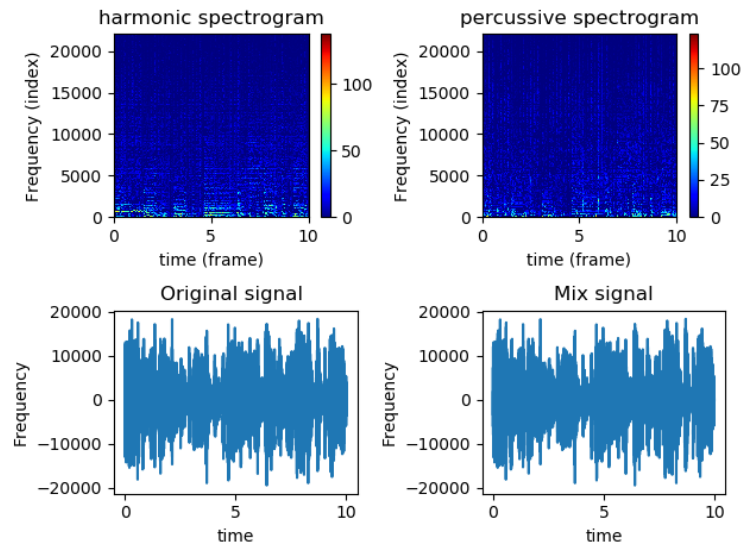 harmonic spectrogram
Frequency (index)
20000
15000
10000
5000
0
0 5 10
time (frame)
100
50
0
percussive spectrogram
Frequency (index)
20000
15000
10000
5000
0
0 5 10
time (frame)
100
75
50
25
0
Original signal
Frequency
20000
10000
0
−10000
−20000
0 5 10
time
Mix signal
Frequency
20000
10000
0
−10000
−20000
0 5 10
time